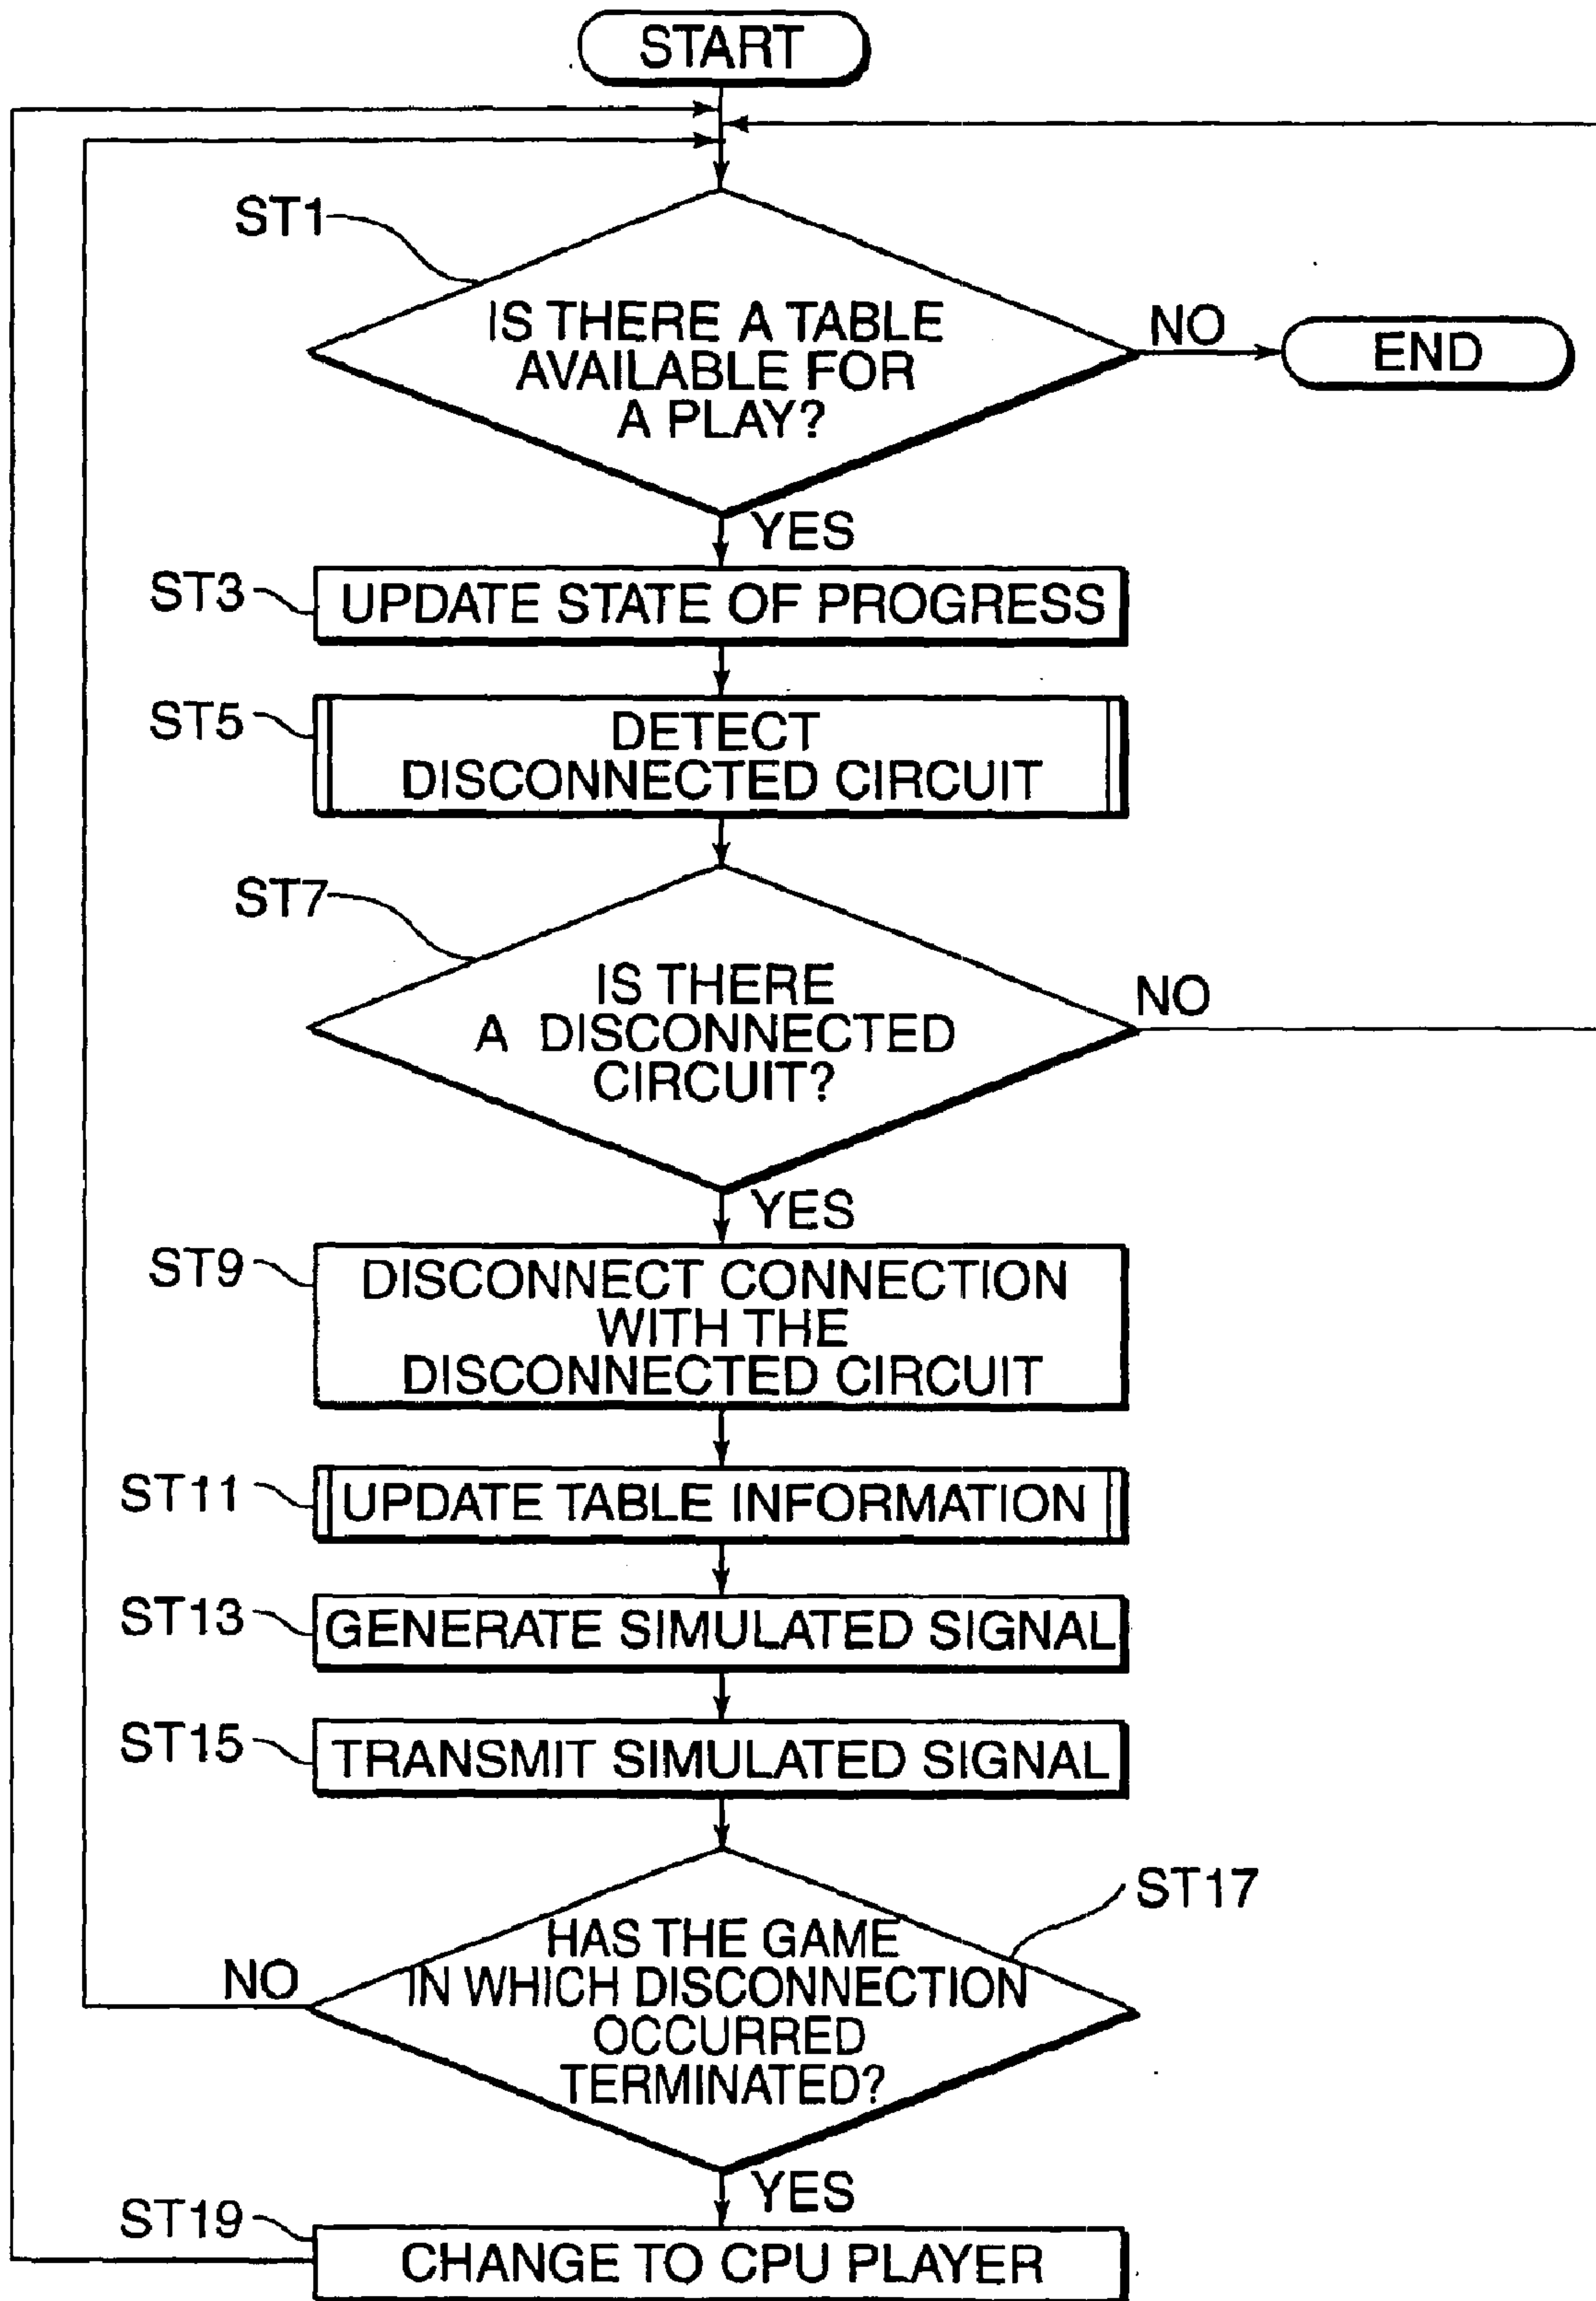 START
ST1
IS THERE A TABLE
AVAILABLE FOR
A PLAY?
NO
END
YES
ST3
UPDATE STATE OF PROGRESS
ST5
DETECT
DISCONNECTED CIRCUIT
ST7
IS THERE
A DISCONNECTED
CIRCUIT?
NO
YES
ST9
DISCONNECT CONNECTION
WITH THE
DISCONNECTED CIRCUIT
ST11
UPDATE TABLE INFORMATION
ST13
GENERATE SIMULATED SIGNAL
ST15
TRANSMIT SIMULATED SIGNAL
ST17
HAS THE GAME
IN WHICH DISCONNECTION
OCCURRED
TERMINATED?
NO
YES
ST19
CHANGE TO CPU PLAYER